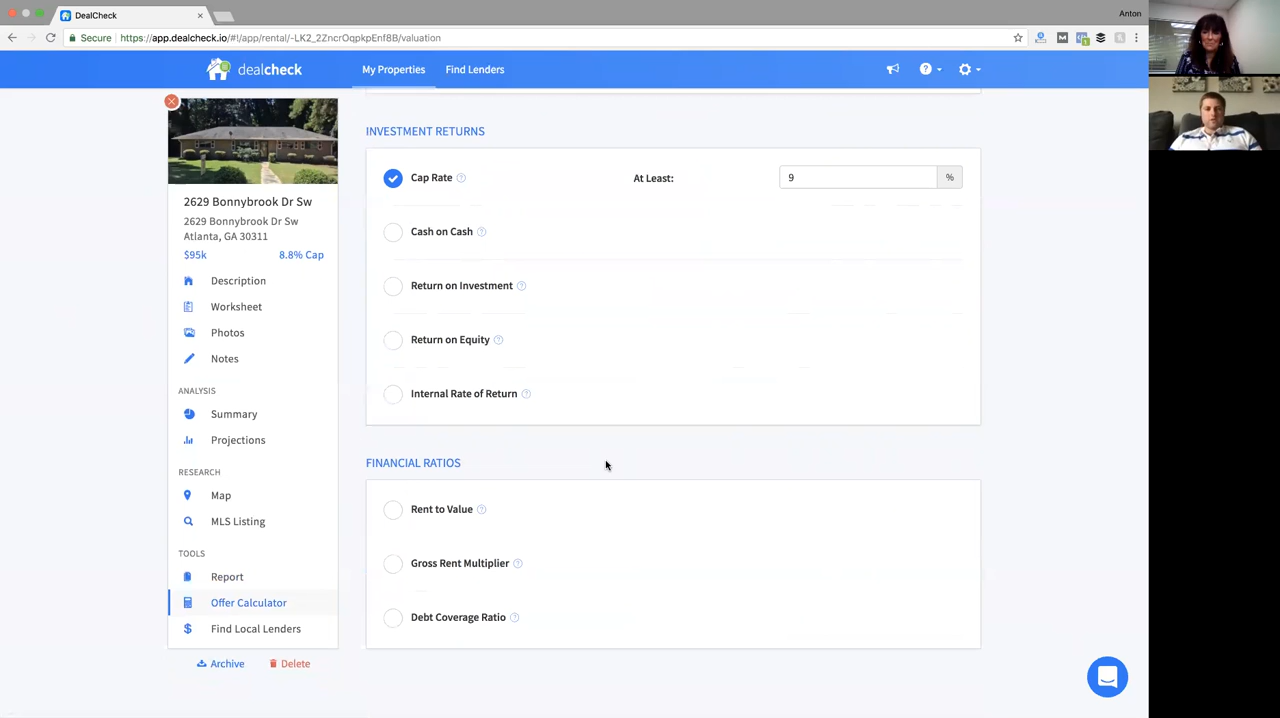 DealCheck
Anton
Secure
https://app.dealcheck.io/#!/app/rental/-LK2_2ZncrOqpkpEnf8B/valuation
dealcheck
My Properties
Find Lenders
2629 Bonnybrook Dr Sw
2629 Bonnybrook Dr Sw
Atlanta, GA 30311
$95k
8.8% Cap
Description
Worksheet
Photos
Notes
ANALYSIS
Summary
Projections
RESEARCH
Map
MLS Listing
TOOLS
Report
Offer Calculator
Find Local Lenders
Archive
Delete
INVESTMENT RETURNS
Cap Rate
At Least:
9
%
Cash on Cash
Return on Investment
Return on Equity
Internal Rate of Return
FINANCIAL RATIOS
Rent to Value
Gross Rent Multiplier
Debt Coverage Ratio